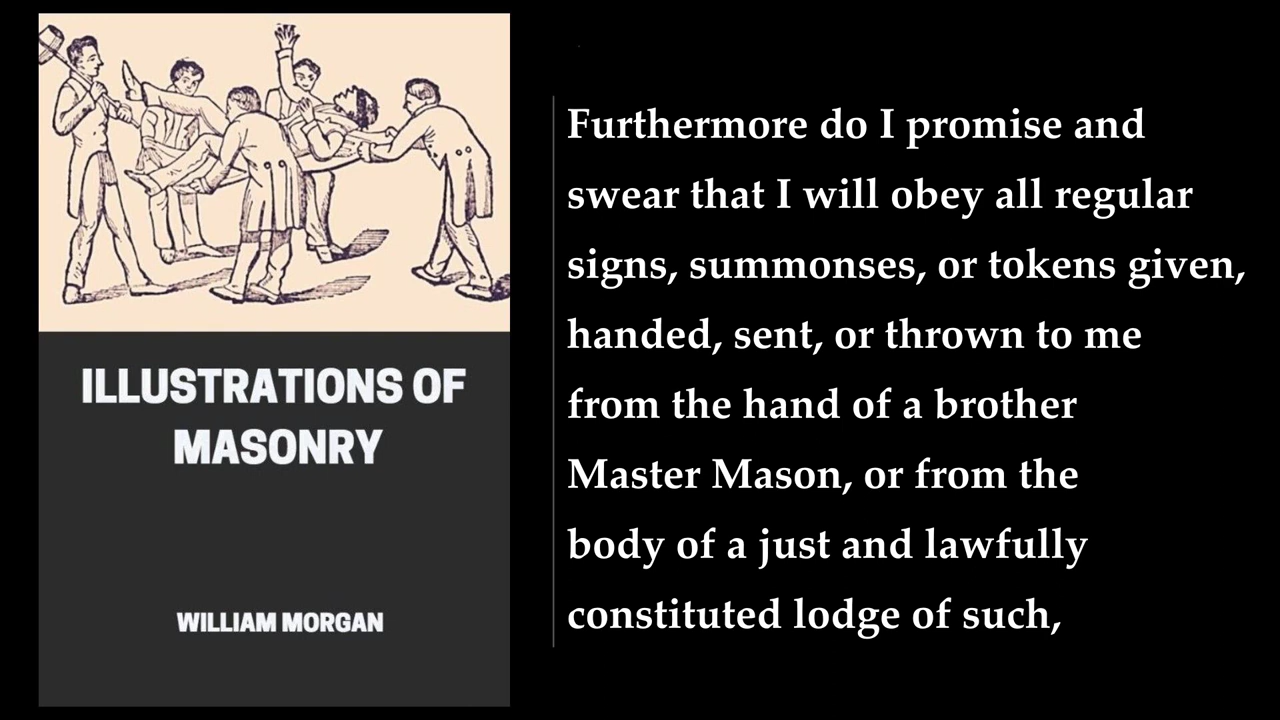 ILLUSTRATIONS OF
MASONRY
WILLIAM MORGAN
Furthermore do I promise and
swear that I will obey all regular
signs, summonses, or tokens given,
handed, sent, or thrown to me
from the hand of a brother
Master Mason, or from the
body of a just and lawfully
constituted lodge of such,